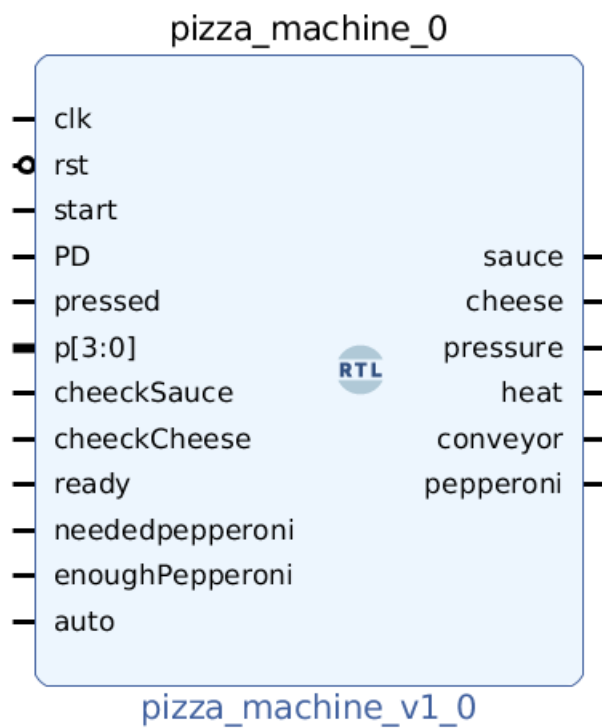 pizza_machine_0
clk
rst
start
PD
sauce
pressed
cheese
p[3:0]
pressure
RTL
cheeckSauce
heat
cheeckCheese
conveyor
ready
pepperoni
neededpepperoni
enoughPepperoni
auto
pizza_machine_v1_0